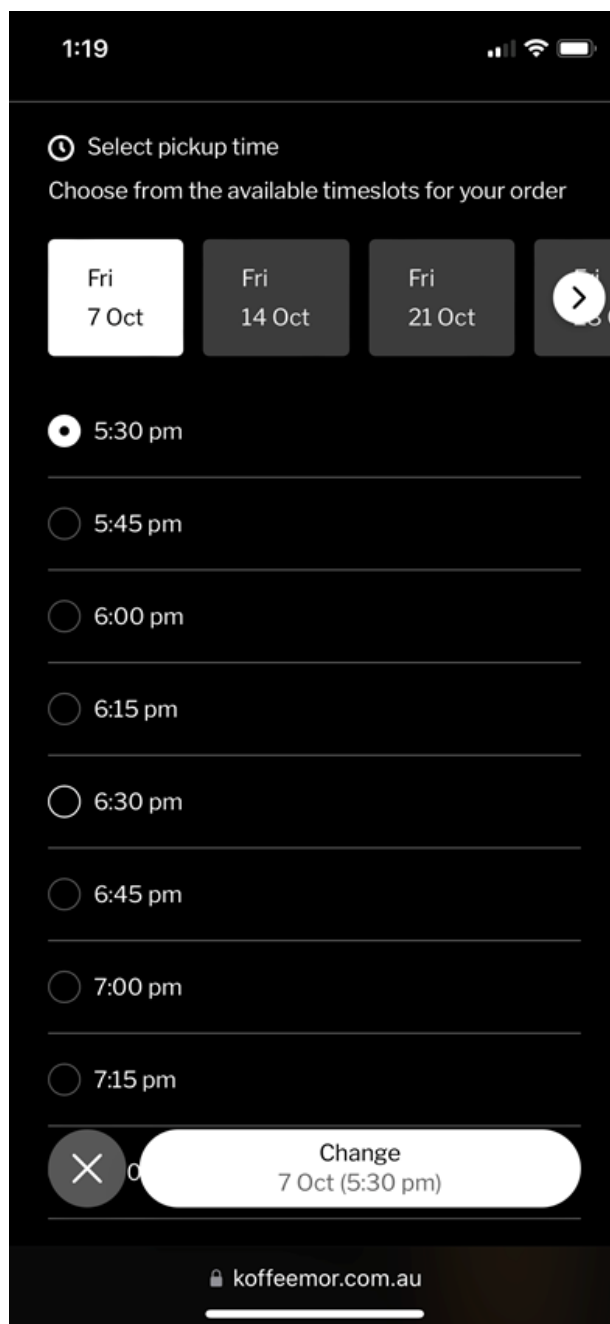 1:19
Select pickup time
Choose from the available timeslots for your order
Fri
7 Oct
Fri
14 Oct
Fri
21 Oct
5:30 pm
5:45 pm
6:00 pm
6:15 pm
6:30 pm
6:45 pm
7:00 pm
7:15 pm
Change
7 Oct (5:30 pm)
koffeemor.com.au